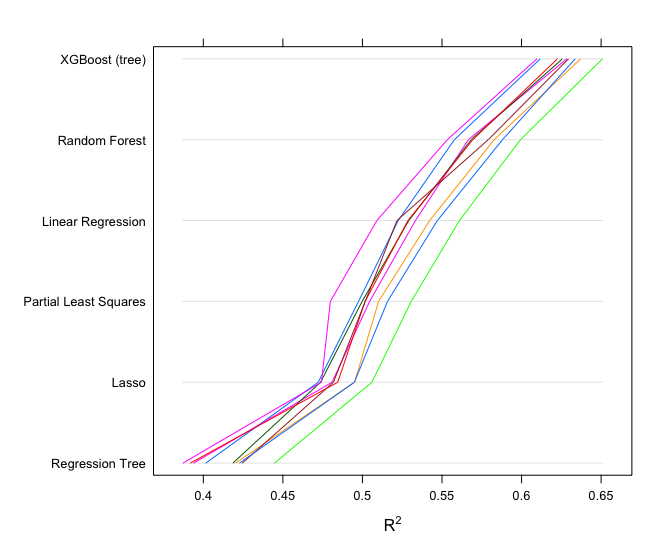 XGBoost (tree)
Random Forest
Linear Regression
Partial Least Squares
Lasso
Regression Tree
0.4 0.45 0.5 0.55 0.6 0.65
R²